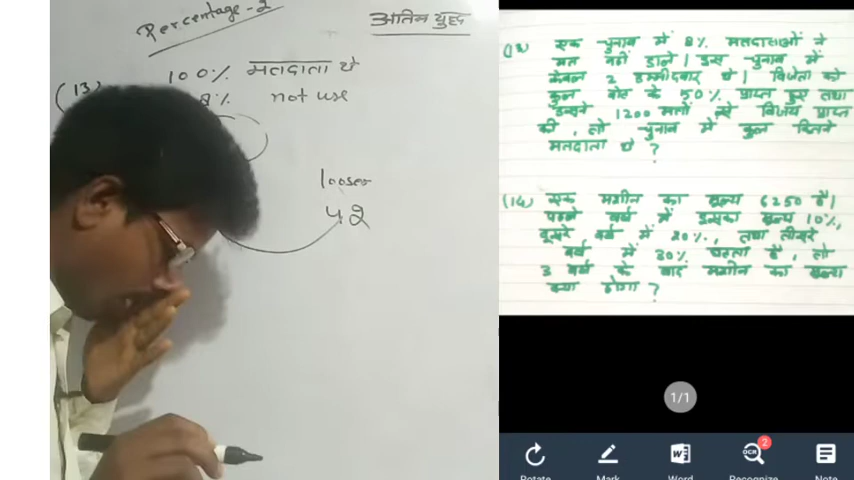 Percentage-2
अंतिम युद्ध
(13)
100% मतदाता थे
8% not use
looser
42
(13) एक चुनाव में 8% मतदाताओं ने
मत नहीं डाले। इस चुनाव में
केवल 2 उम्मीदवार थे। विजेता को
कुल वोट के 50% प्राप्त हुए तथा
उसने 1200 मतों से विजय प्राप्त
की, तो चुनाव में कुल कितने
मतदाता थे ?
(14) एक मशीन का मूल्य 6250 है।
पहले वर्ष में इसका मूल्य 10%,
दूसरे वर्ष में 20%, तथा तीसरे
वर्ष में 30% घटता है, तो
3 वर्ष के बाद मशीन का मूल्य
क्या होगा ?
1/1
OCR
2
Rotate
Mark
Word
Recognize
Note